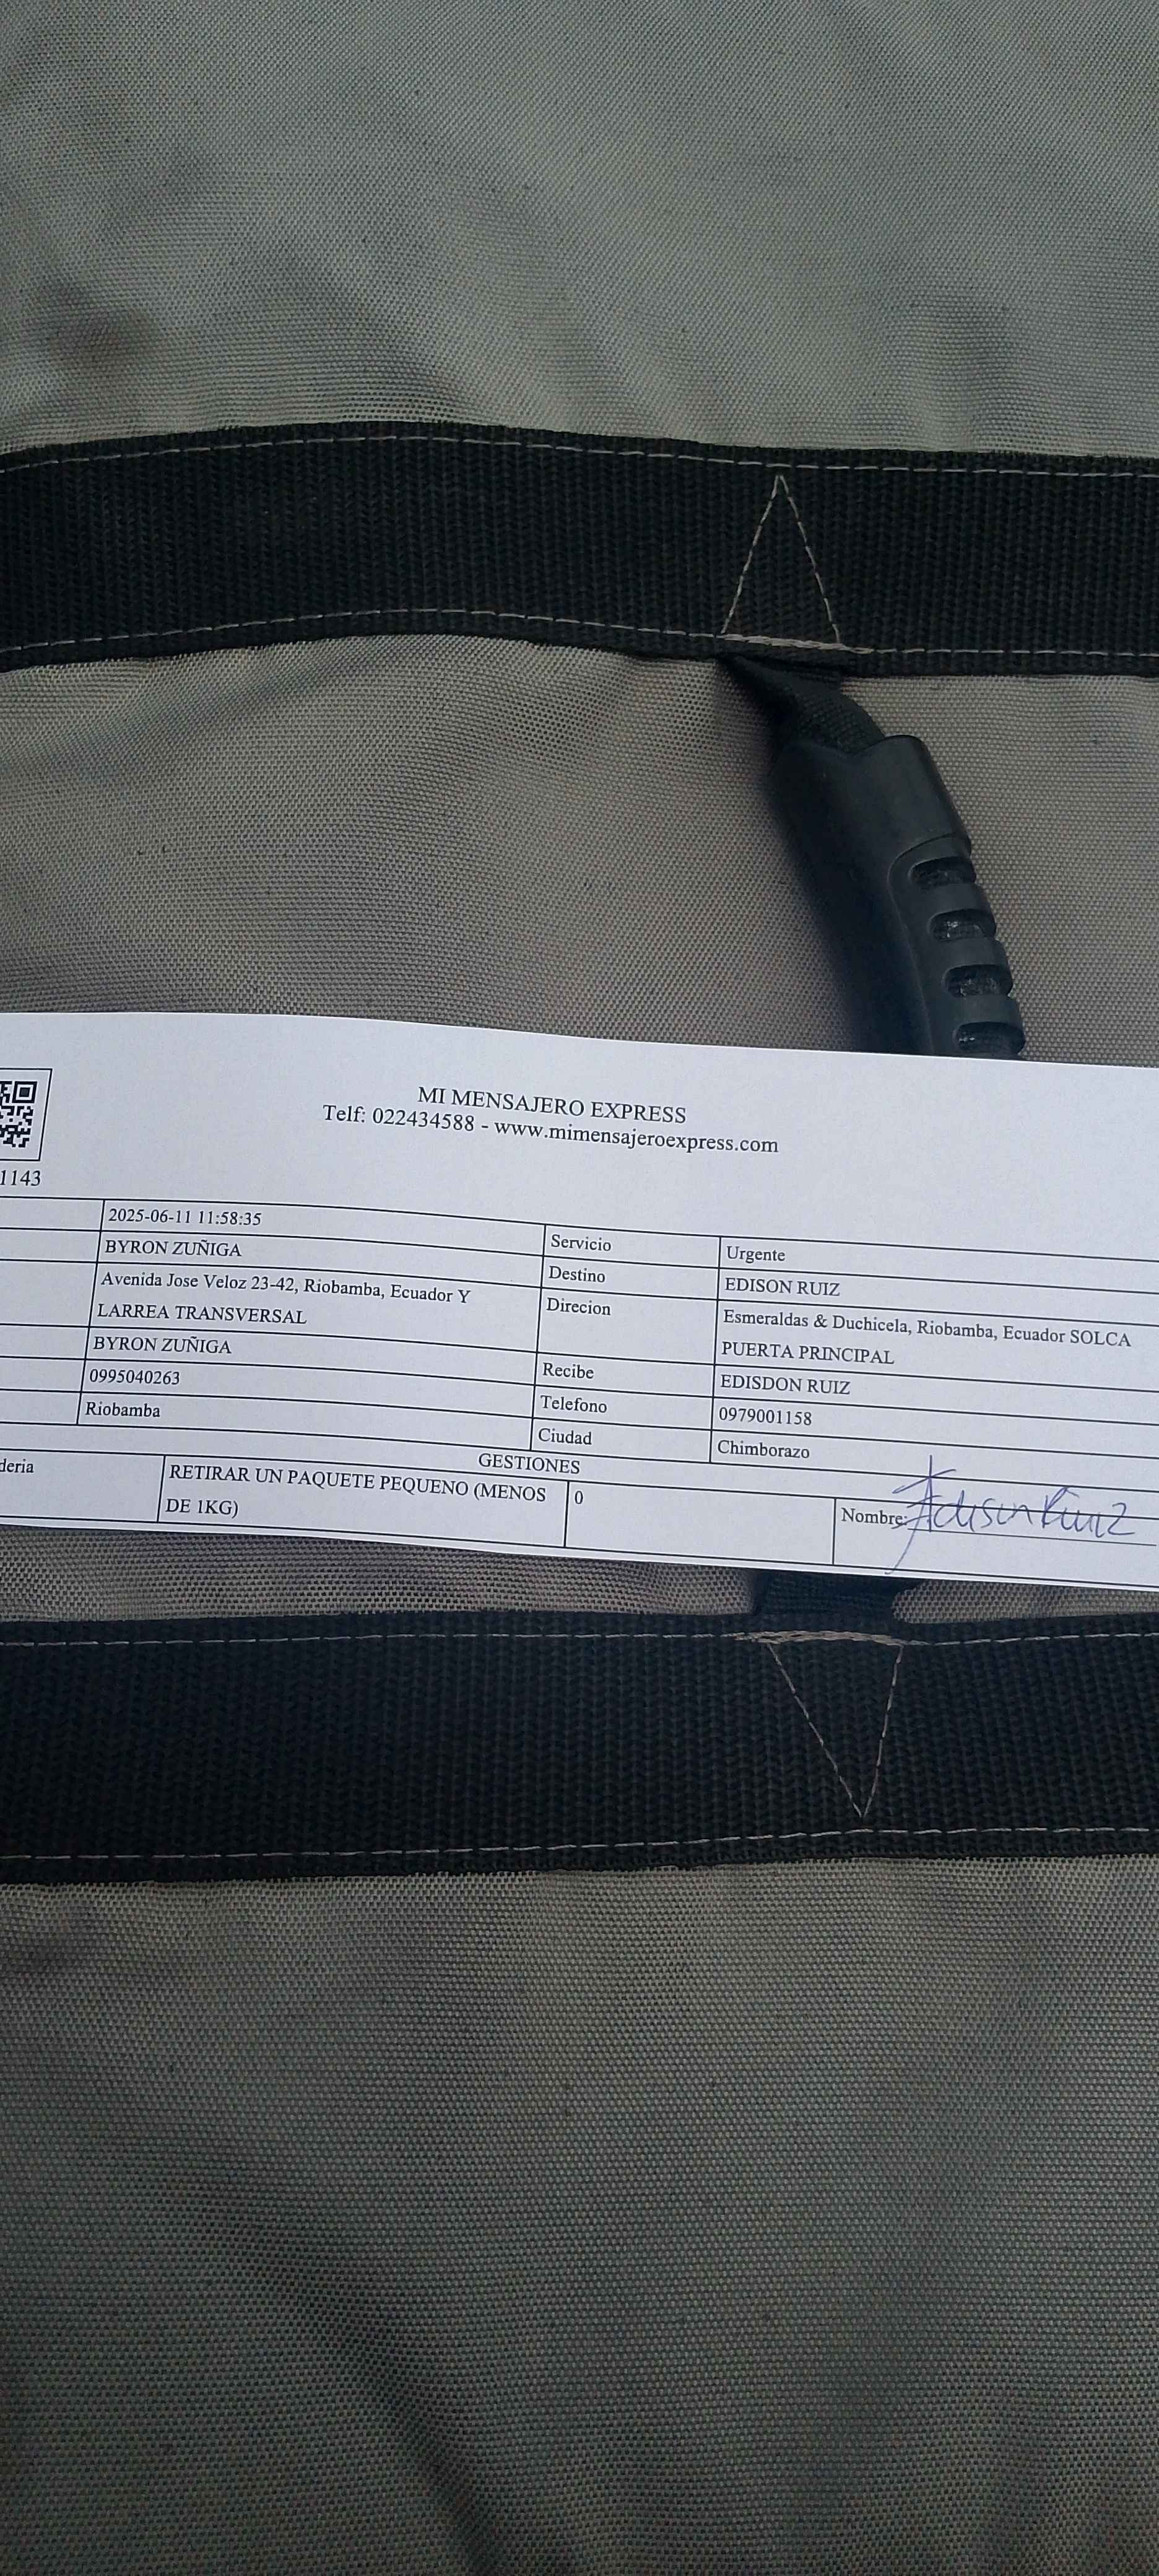 MI MENSAJERO EXPRESS
Telf: 022434588 - www.mimensajeroexpress.com
1143
2025-06-11 11:58:35
Servicio
Urgente
BYRON ZUÑIGA
Destino
EDISON RUIZ
Avenida Jose Veloz 23-42, Riobamba, Ecuador Y
LARREA TRANSVERSAL
Direcion
Esmeraldas & Duchicela, Riobamba, Ecuador SOLCA
PUERTA PRINCIPAL
BYRON ZUÑIGA
Recibe
EDISDON RUIZ
0995040263
Telefono
0979001158
Riobamba
Ciudad
Chimborazo
GESTIONES
deria
RETIRAR UN PAQUETE PEQUENO (MENOS
DE 1KG)
0
Nombre: Edison Ruiz